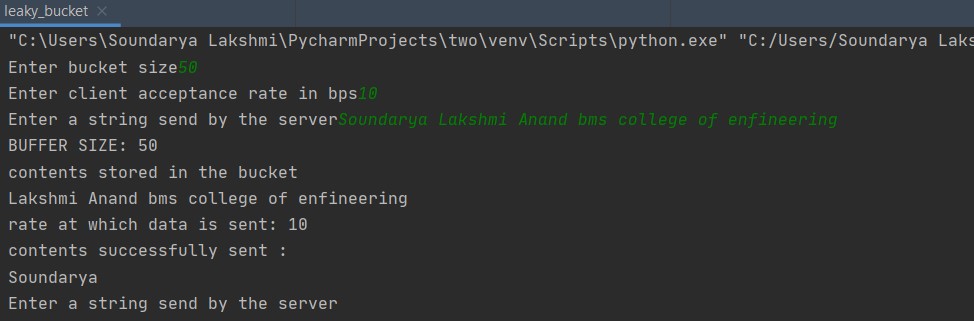 leaky_bucket
"C:\Users\Soundarya Lakshmi\PycharmProjects\two\venv\Scripts\python.exe" "C:/Users/Soundarya Laks
Enter bucket size50
Enter client acceptance rate in bps10
Enter a string send by the serverSoundarya Lakshmi Anand bms college of enfineering
BUFFER SIZE: 50
contents stored in the bucket
Lakshmi Anand bms college of enfineering
rate at which data is sent: 10
contents successfully sent :
Soundarya
Enter a string send by the server